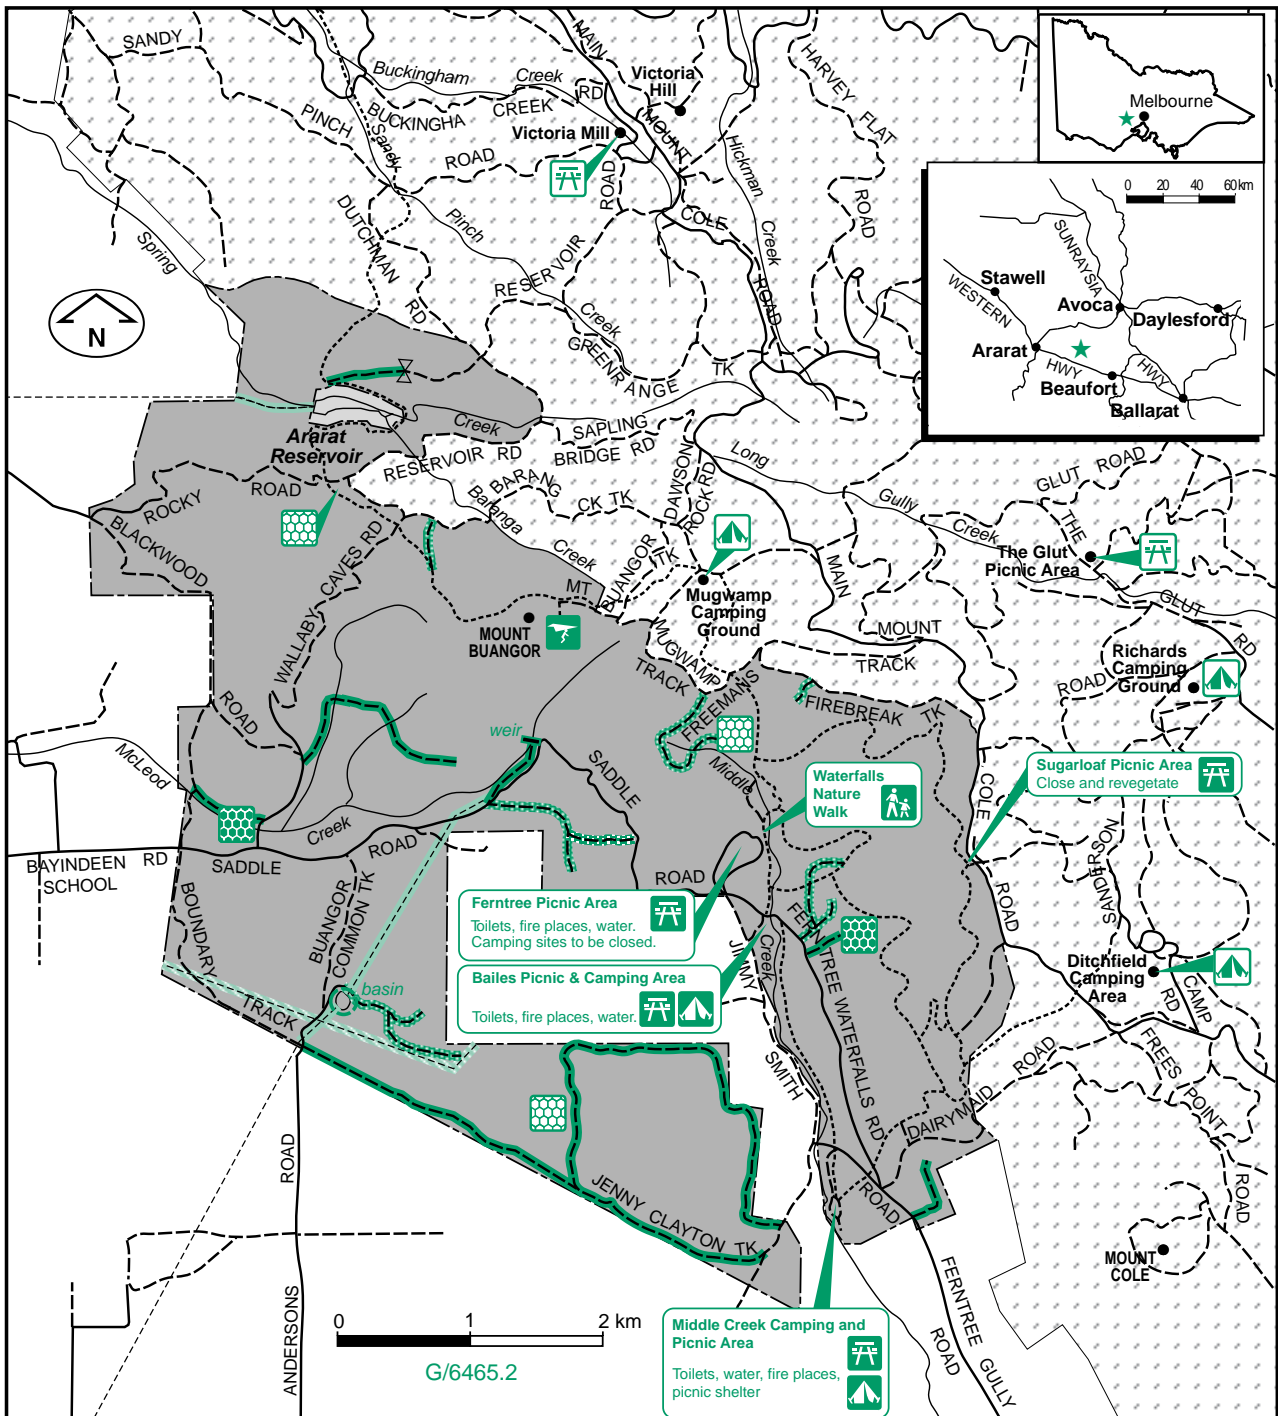 SANDY
MAIN
Buckingham Creek
Victoria
Hill
HARVEY FLAT ROAD
Melbourne
BUCKINGHA CREEK RD
PINCH
Sandy
Victoria Mill
MOUNT
Hickman
Creek
0 20 40 60km
ROAD
ROAD
DUTCHMAN RD
Pinch
Creek
COLE
ROAD
SUNRAYSIA
Spring
RESERVOIR
Stawell
WESTERN
Avoca
Daylesford
N
GREENRANGE TK
Ararat
HWY
HWY
Beaufort
Ballarat
Creek
SAPLING
BRIDGE RD
Ararat
Reservoir
RESERVOIR RD
BARANG
CK TK
DAWSON
ROCK RD
Long
Gully
Creek
GLUT ROAD
THE
ROCKY
ROAD
BLACKWOOD
Baranga
Creek
BUANGOR
TK
MT
The Glut
Picnic Area
MAIN
GLUT
RD
WALLABY CAVES RD
Mugwamp
Camping
Ground
MOUNT
BUANGOR
MOUNT
TRACK
MUGWAMP
TRACK
Richards
Camping
Ground
ROAD
ROAD
FREEMANS
FIREBREAK TK
weir
McLeod
Creek
SADDLE
Middle
Waterfalls
Nature
Walk
COLE
Sugarloaf Picnic Area
Close and revegetate
BAYINDEEN RD
SCHOOL
SADDLE
ROAD
ROAD
SANDERSON
ROAD
BOUNDARY
BUANGOR
COMMON TK
Ferntree Picnic Area
Toilets, fire places, water.
Camping sites to be closed.
JIMMY
Creek
FERNTREE WATERFALLS RD
Bailes Picnic & Camping Area
Toilets, fire places, water.
Ditchfield
Camping
Area
RD
CAMP
basin
TRACK
SMITH
ROAD
FREES
POINT
DAIRYMAID
ROAD
JENNY CLAYTON TK
ROAD
ROAD
MOUNT
COLE
ANDERSONS
FERNTREE GULLY
ROAD
0 1 2 km
G/6465.2
Middle Creek Camping and
Picnic Area
Toilets, water, fire places,
picnic shelter